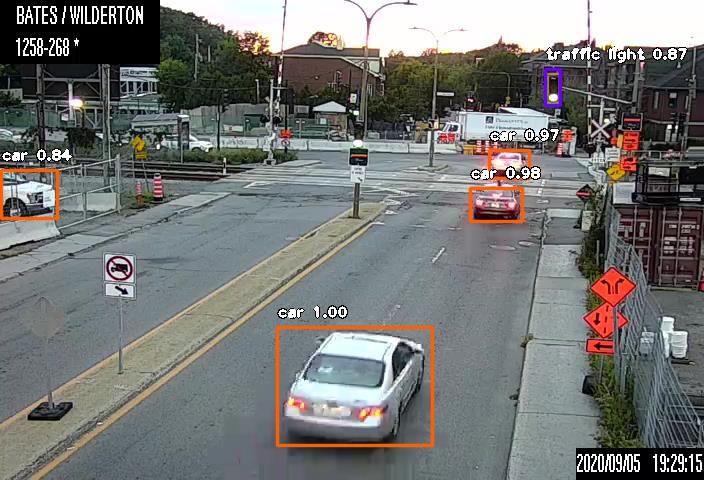 BATES / WILDERTON
1258-268 *
traffic light 0.87
car 0.97
car 0.84
car 0.98
car 1.00
2020/09/05 19:29:15